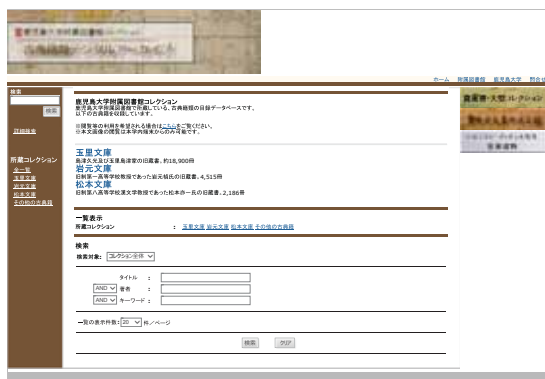 ホーム 附属図書館 鹿児島大学 問合せ
検索
検索
詳細検索
所蔵コレクション
全一覧
玉里文庫
岩元文庫
松本文庫
その他の古典籍
鹿児島大学附属図書館コレクション
鹿児島大学附属図書館で所蔵している、古典籍類の目録データベースです。
以下の古典籍を収録しています。
※閲覧等の利用を希望される場合はこちらをご覧ください。
※本文画像の閲覧は本学内端末からのみ可能です。
玉里文庫
島津久光及び玉里島津家の旧蔵書。約18,900冊
岩元文庫
旧制第一高等学校教授であった岩元禎氏の旧蔵書。4,515冊
松本文庫
旧制第八高等学校漢文学教授であった松本亦一氏の旧蔵書。2,186冊
一覧表示
所蔵コレクション : 玉里文庫 岩元文庫 松本文庫 その他の古典籍
検索
検索対象: コレクション全体
タイトル :
AND 著者 :
AND キーワード :
一覧の表示件数: 20 件/ページ
検索 クリア